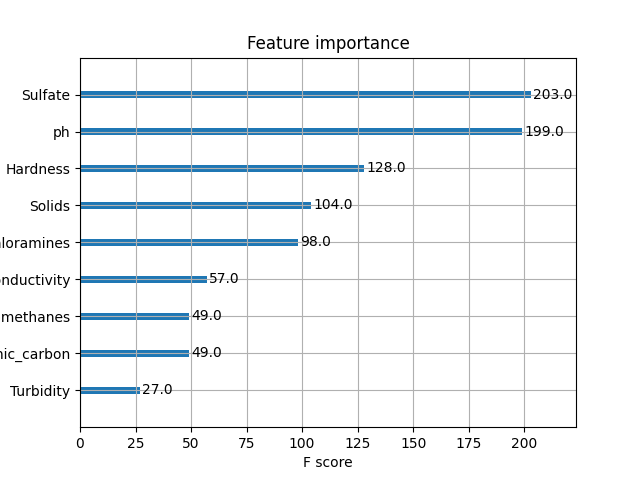 Feature importance
Sulfate 203.0
ph 199.0
Hardness 128.0
Solids 104.0
loramines 98.0
nductivity 57.0
methanes 49.0
nic_carbon 49.0
Turbidity 27.0
0 25 50 75 100 125 150 175 200
F score